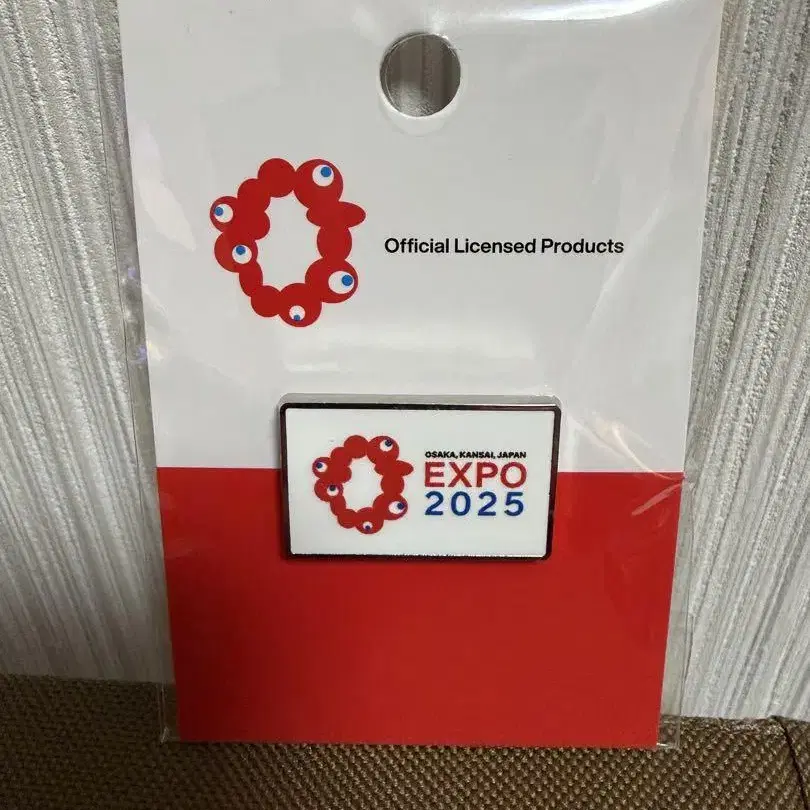 Official Licensed Products
OSAKA, KANSAI, JAPAN
EXPO
2025